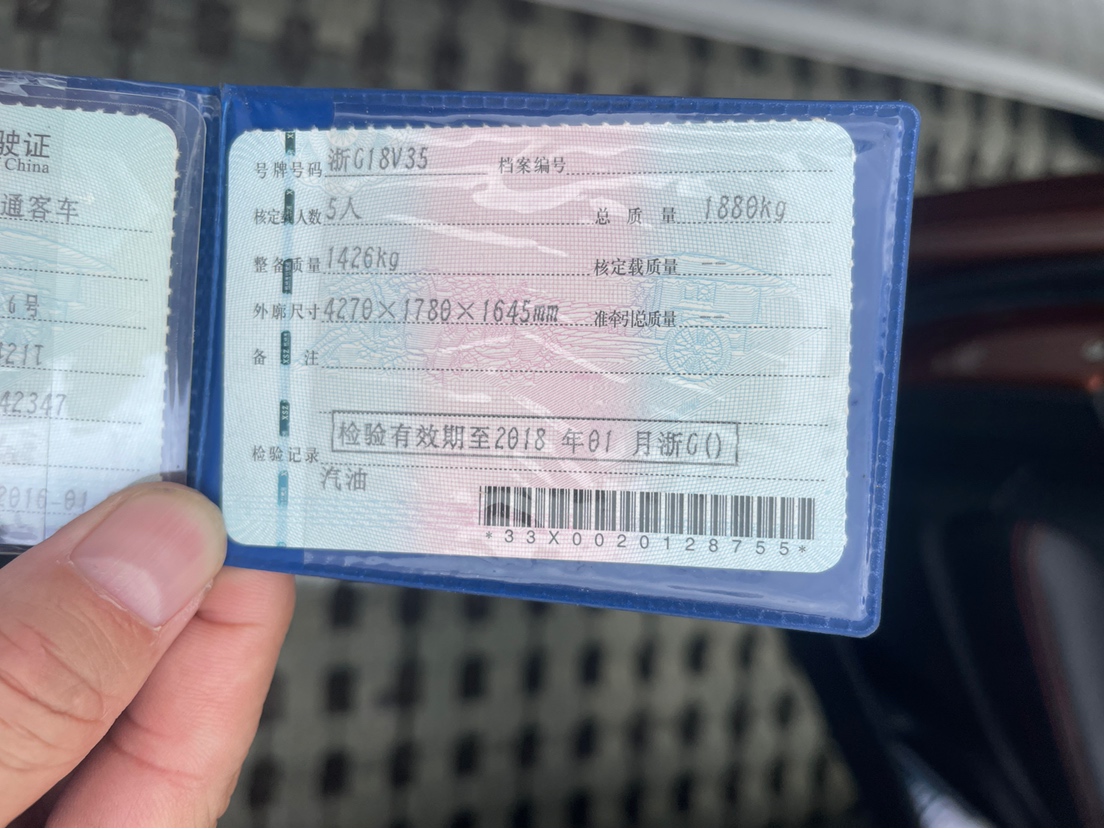 驶证
China
通客车
6号
421T
42347
2016-01
号牌号码 浙G18V35 档案编号
核定载人数 5人 总质量 1880kg
整备质量 1426kg 核定载质量 --
外廓尺寸 4270×1780×1645mm 准牵引总质量 --
备注
检验有效期至2018 年01 月浙G()
检验记录
汽油
*33X0020128755*